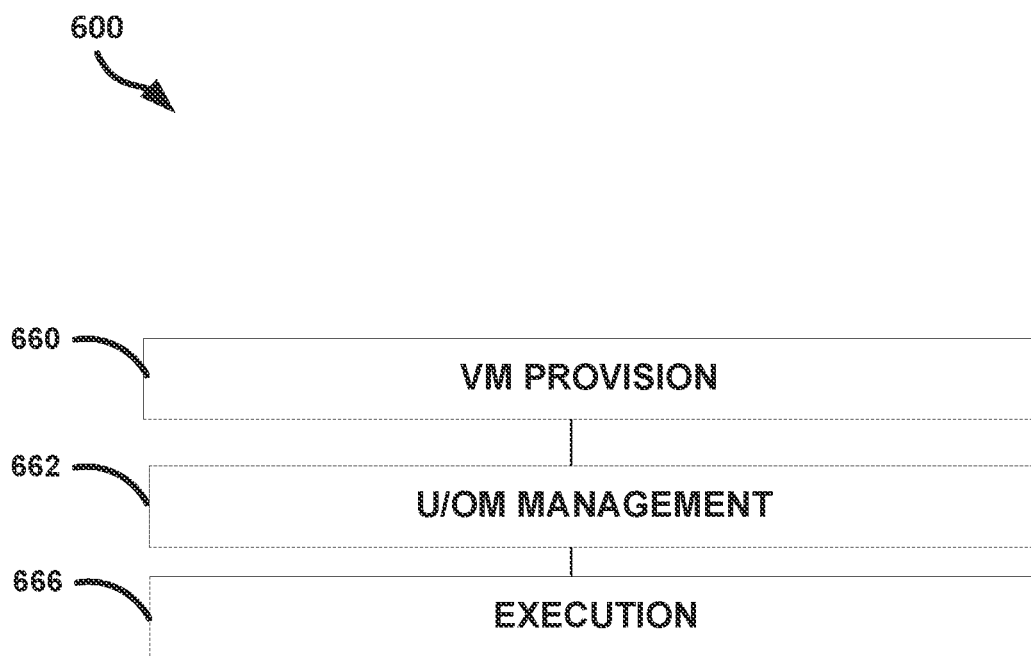 600
660
VM PROVISION
662
U/OM MANAGEMENT
666
EXECUTION